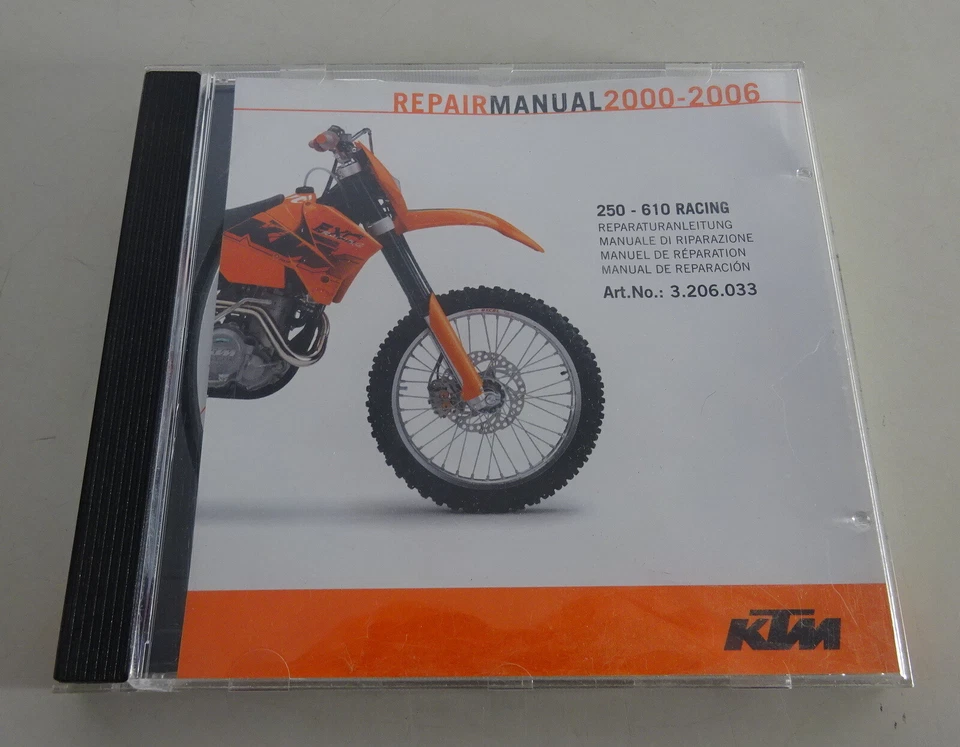 REPAIRMANUAL2000-2006
250 - 610 RACING
REPARATURANLEITUNG
MANUALE DI RIPARAZIONE
MANUEL DE RÉPARATION
MANUAL DE REPARACIÓN
Art.No.: 3.206.033
EXC
KTM